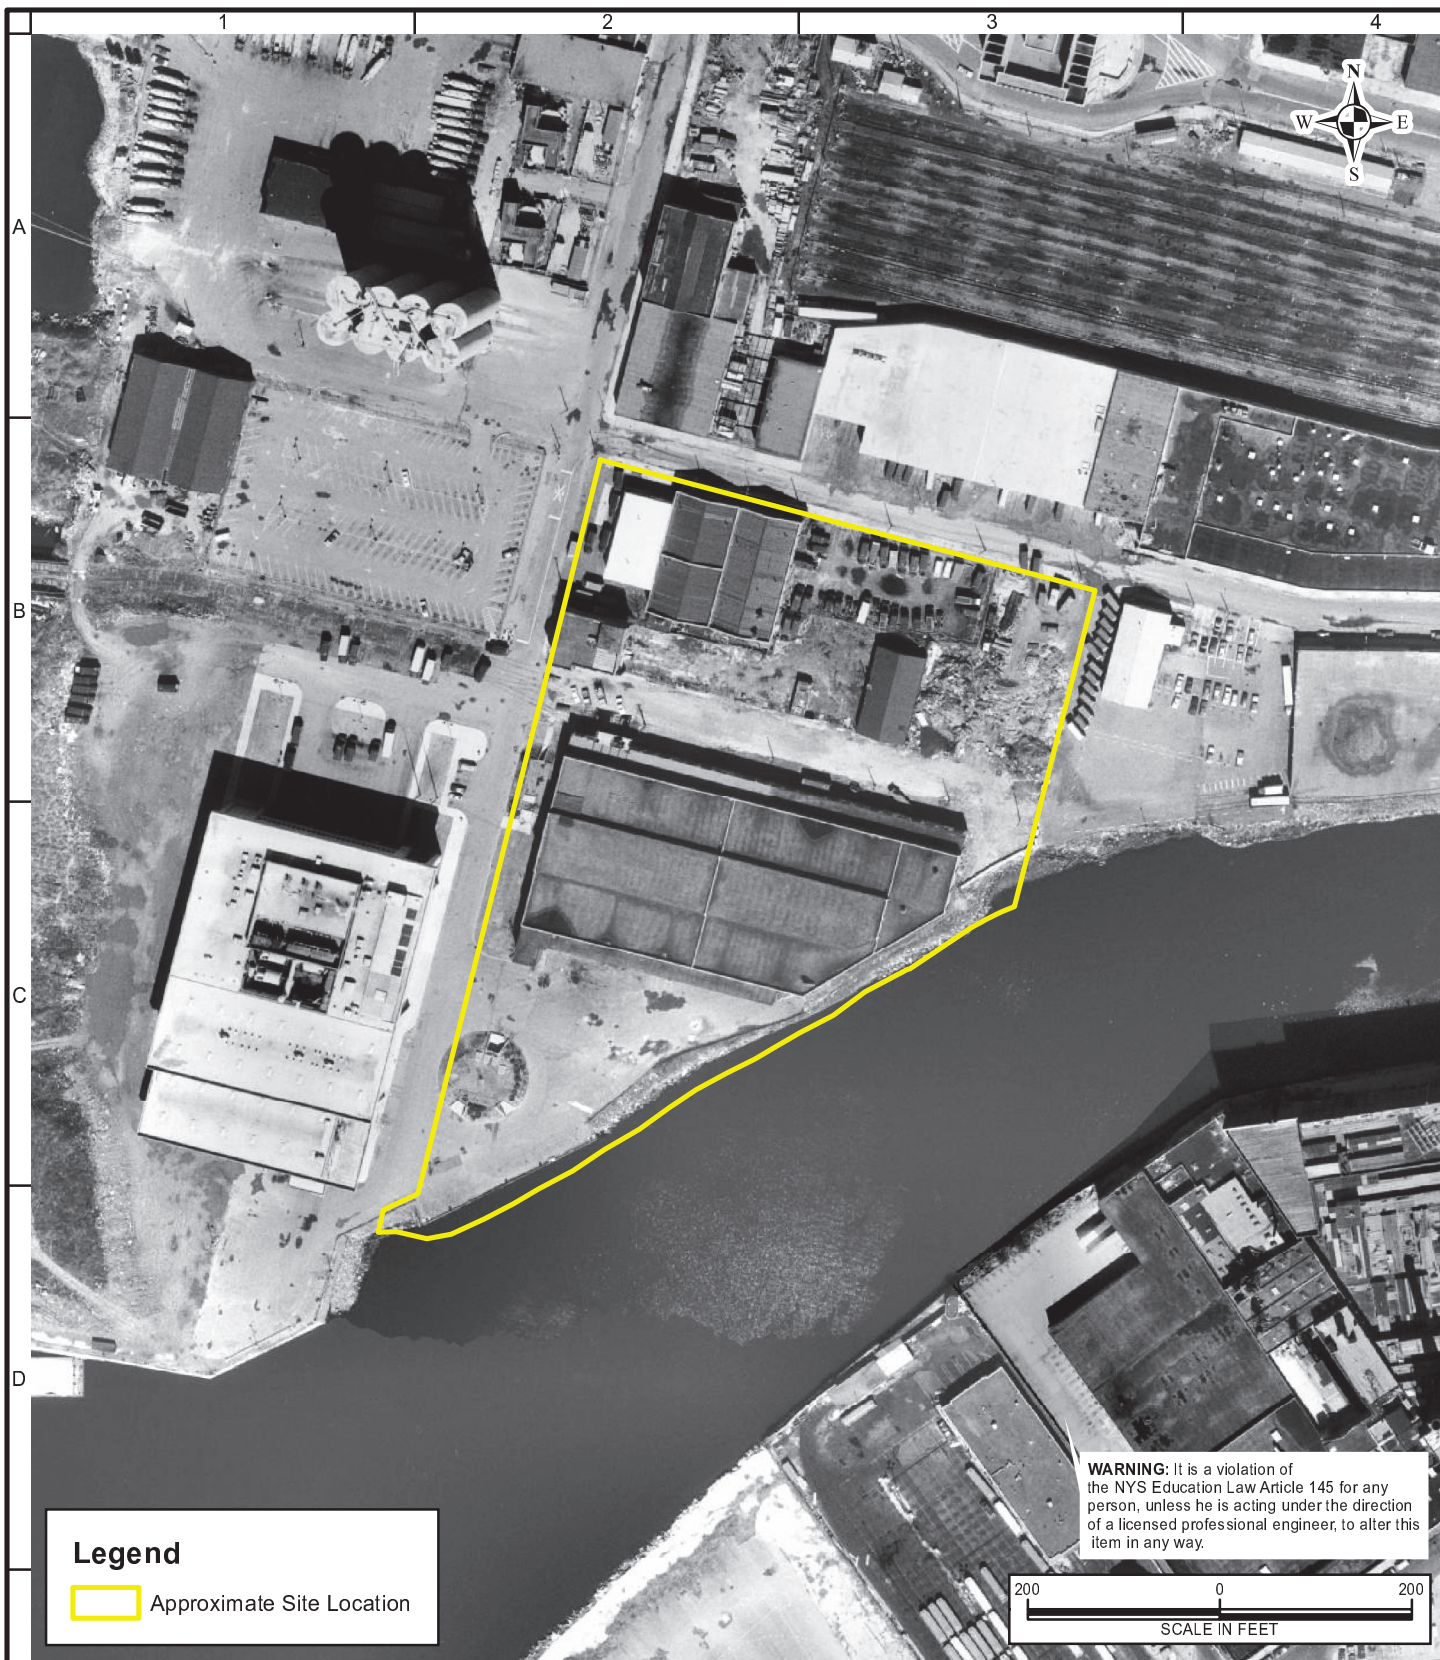 1 2 3 4
N
W E
S
A
B
C
D
WARNING: It is a violation of
the NYS Education Law Article 145 for any
person, unless he is acting under the direction
of a licensed professional engineer, to alter this
item in any way.
Legend
Approximate Site Location
200 0 200
SCALE IN FEET